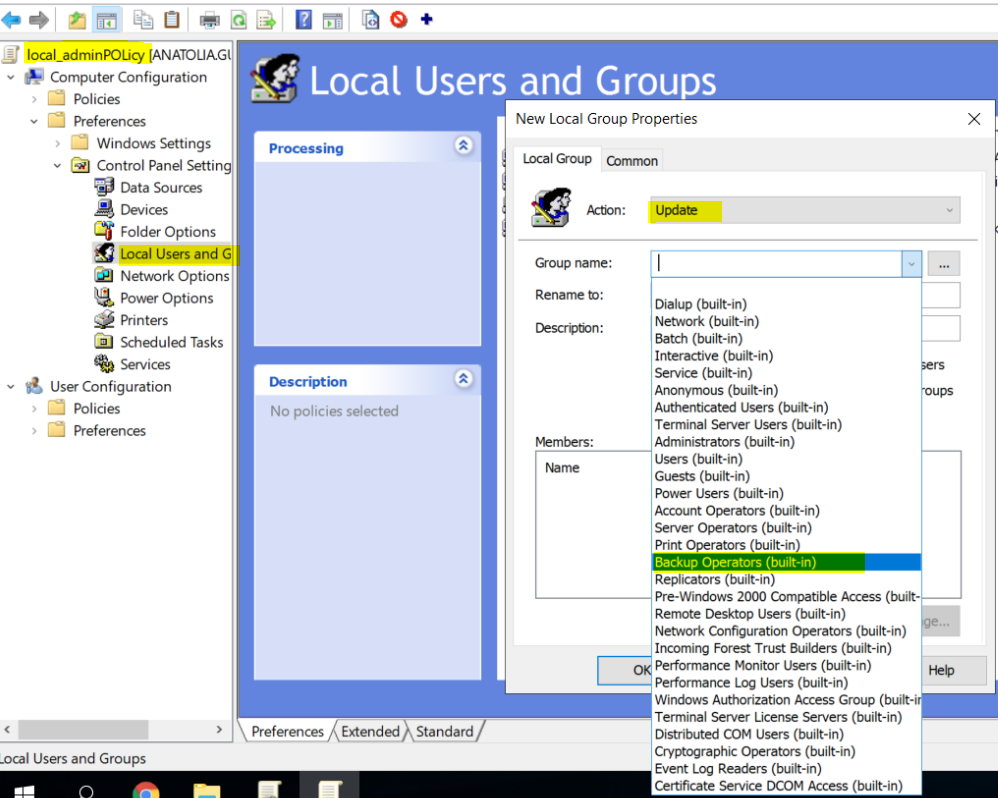 local_adminPOLicy [ANATOLIA.GU
Computer Configuration
Policies
Preferences
Windows Settings
Control Panel Setting
Data Sources
Devices
Folder Options
Local Users and G
Network Options
Power Options
Printers
Scheduled Tasks
Services
User Configuration
Policies
Preferences
Local Users and Groups
Processing
Description
No policies selected
New Local Group Properties
Local Group
Common
Action:
Update
Group name:
...
Rename to:
Description:
sers
roups
Members:
Name
Dialup (built-in)
Network (built-in)
Batch (built-in)
Interactive (built-in)
Service (built-in)
Anonymous (built-in)
Authenticated Users (built-in)
Terminal Server Users (built-in)
Administrators (built-in)
Users (built-in)
Guests (built-in)
Power Users (built-in)
Account Operators (built-in)
Server Operators (built-in)
Print Operators (built-in)
Backup Operators (built-in)
Replicators (built-in)
Pre-Windows 2000 Compatible Access (built-
Remote Desktop Users (built-in)
Network Configuration Operators (built-in)
Incoming Forest Trust Builders (built-in)
Performance Monitor Users (built-in)
Performance Log Users (built-in)
Windows Authorization Access Group (built-in
Terminal Server License Servers (built-in)
Distributed COM Users (built-in)
Cryptographic Operators (built-in)
Event Log Readers (built-in)
Certificate Service DCOM Access (built-in)
ge...
OK
Help
Preferences
Extended
Standard
Local Users and Groups